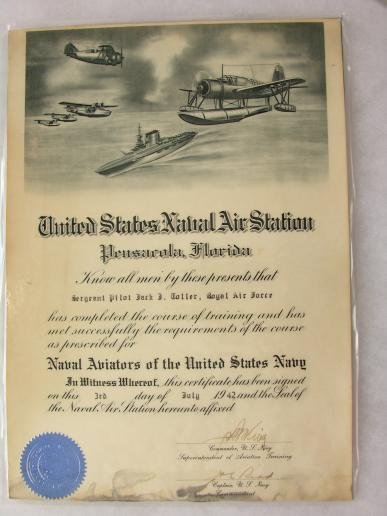 United States Naval Air Station
Pensacola, Florida
Know all men by these presents that
Sergeant Pilot Jack D. Toller, Royal Air Force
has completed the course of training and has
met successfully the requirements of the course
as prescribed for
Naval Aviators of the United States Navy
In Witness Whereof, this certificate has been signed
on this 3rd day of July 1942 and the Seal of
the Naval Air Station hereunto affixed
Commander, U. S. Navy
Superintendent of Aviation Training
Captain U. S. Navy